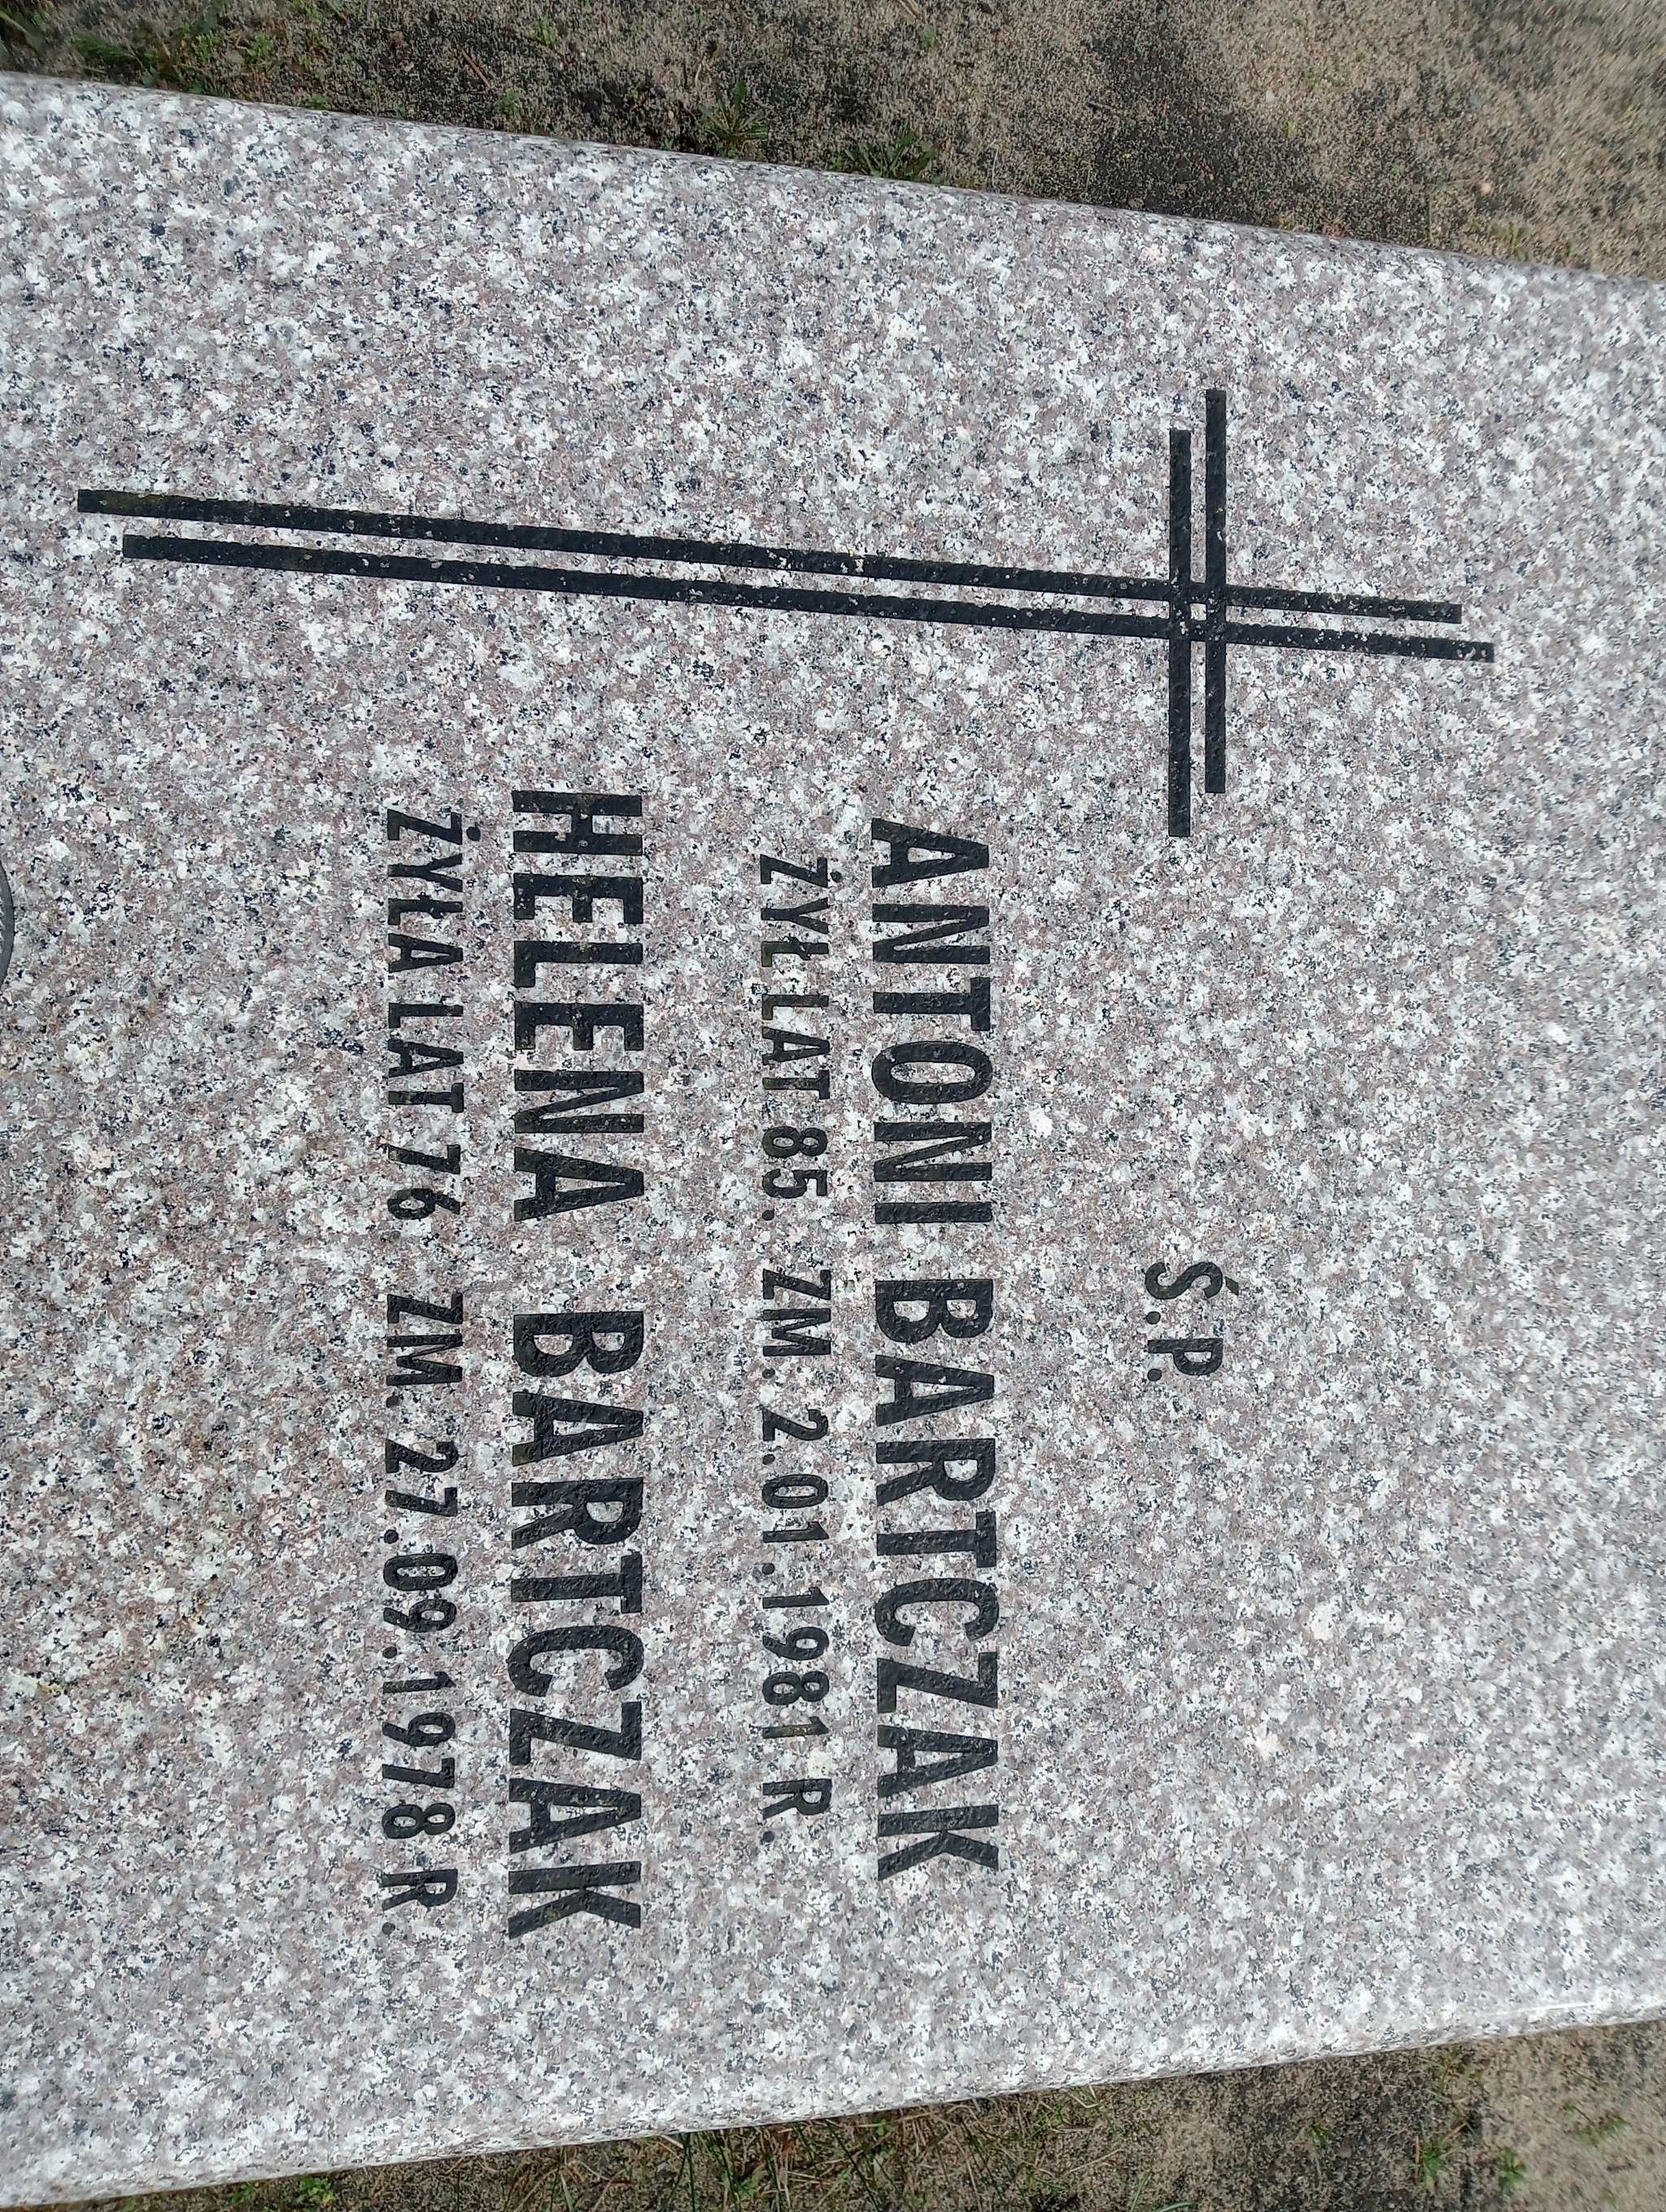 Ś.P.
ANTONI BARTCZAK
ŻYŁ LAT 85. ZM. 2.01.1981 R.
HELENA BARTCZAK
ŻYŁA LAT 76. ZM. 27.09.1978 R.